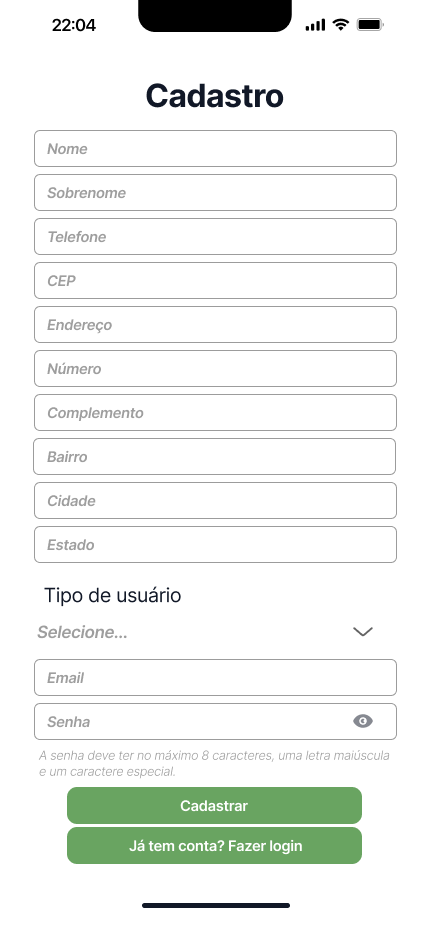 22:04
Cadastro
Nome
Sobrenome
Telefone
CEP
Endereço
Número
Complemento
Bairro
Cidade
Estado
Tipo de usuário
Selecione...
Email
Senha
A senha deve ter no máximo 8 caracteres, uma letra maiúscula
e um caractere especial.
Cadastrar
Já tem conta? Fazer login